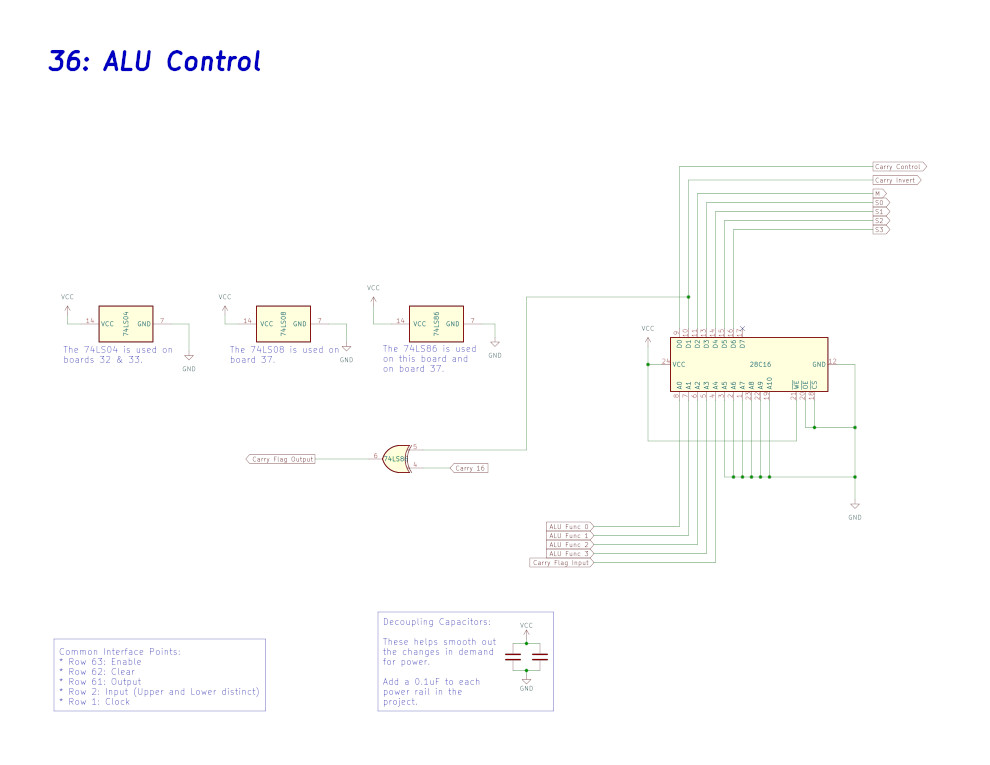 36: ALU Control
Carry Control
Carry Invert
M
S0
S1
S2
S3
VCC
14 VCC 74LS04 GND 7
GND
The 74LS04 is used on
boards 32 & 33.
VCC
14 VCC 74LS08 GND 7
GND
The 74LS08 is used on
board 37.
VCC
14 VCC 74LS86 GND 7
GND
The 74LS86 is used
on this board and
on board 37.
VCC
9 10 11 13 14 15 16 17
D0 D1 D2 D3 D4 D5 D6 D7
24 VCC 28C16 GND 12
A0 A1 A2 A3 A4 A5 A6 A7 A8 A9 A10 WE OE CS
8 7 6 5 4 3 2 1 23 22 19 21 20 18
GND
Carry Flag Output
6 74LS86 5
4
Carry 16
ALU Func 0
ALU Func 1
ALU Func 2
ALU Func 3
Carry Flag Input
Common Interface Points:
* Row 63: Enable
* Row 62: Clear
* Row 61: Output
* Row 2: Input (Upper and Lower distinct)
* Row 1: Clock
Decoupling Capacitors:
These helps smooth out
the changes in demand
for power.
Add a 0.1uF to each
power rail in the
project.
VCC
GND